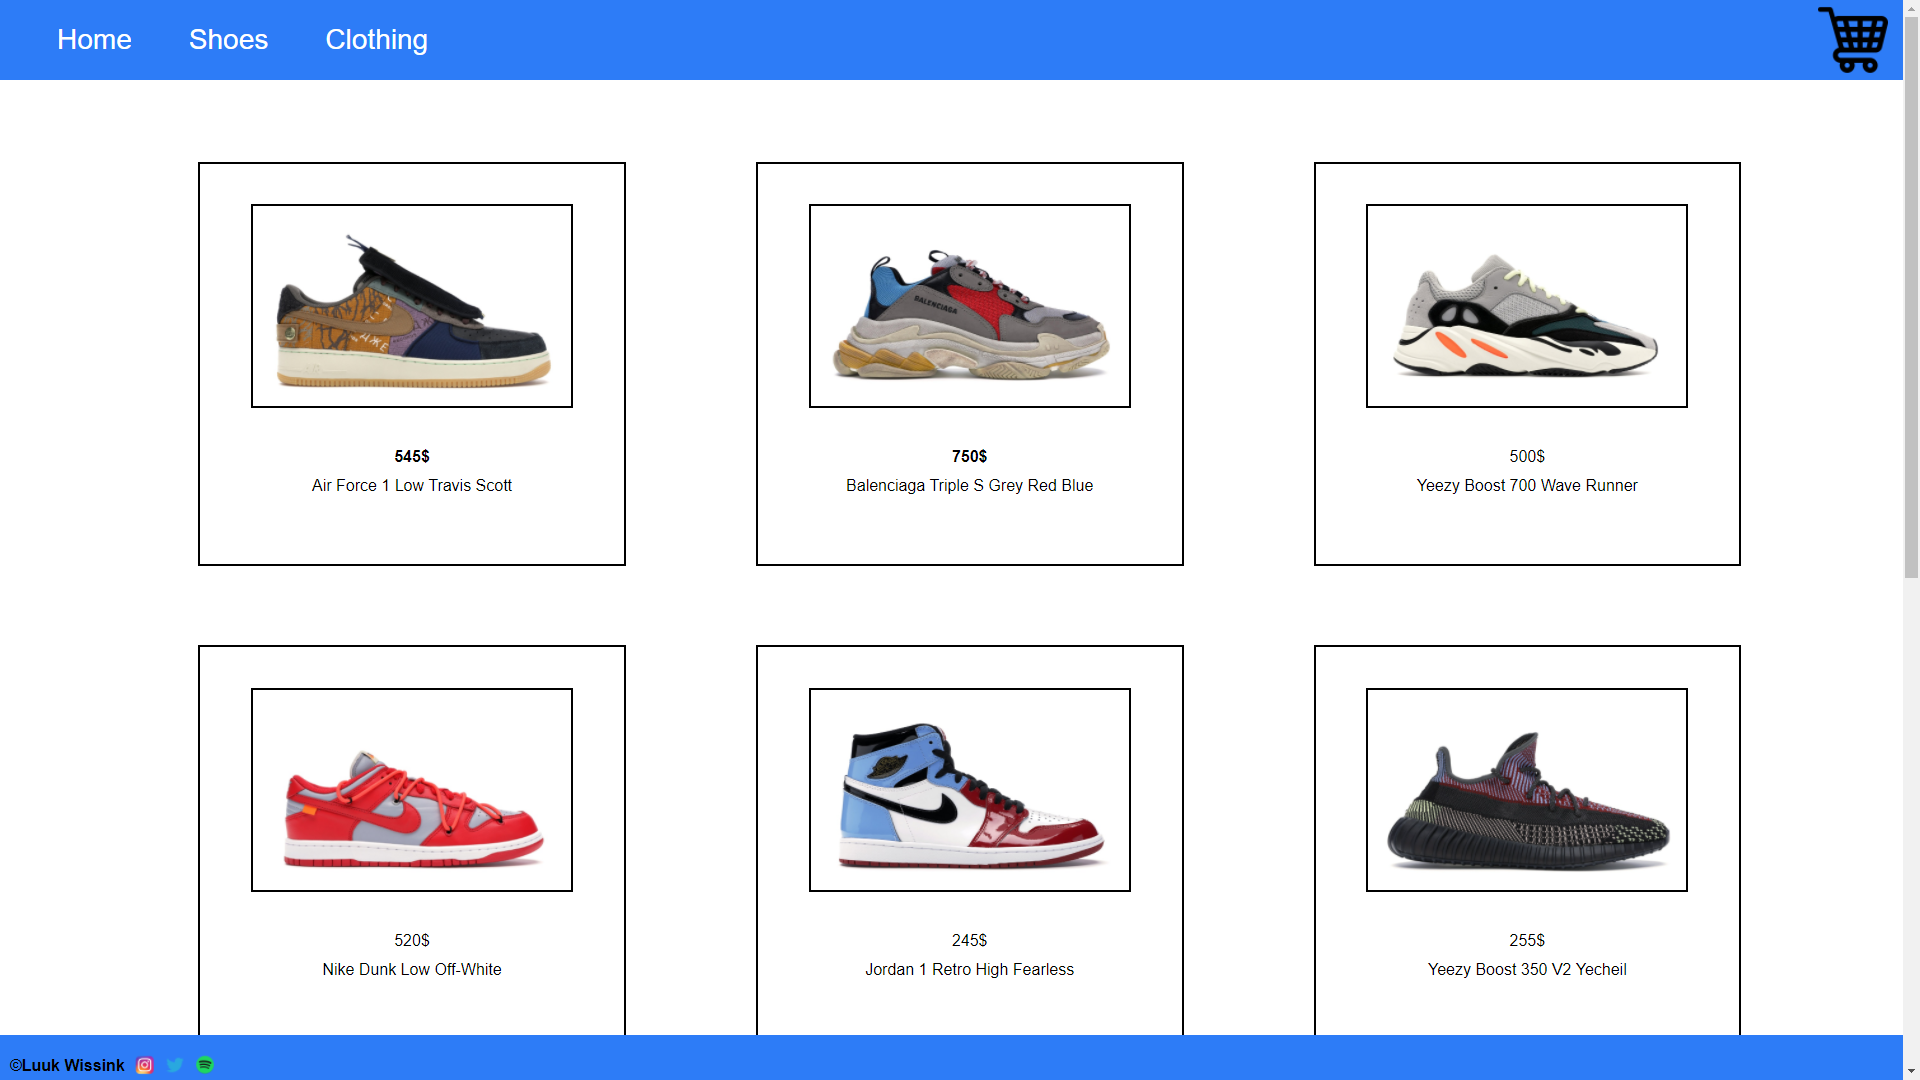 Home Shoes Clothing
BALENCIAGA
545$
Air Force 1 Low Travis Scott
750$
Balenciaga Triple S Grey Red Blue
500$
Yeezy Boost 700 Wave Runner
520$
Nike Dunk Low Off-White
245$
Jordan 1 Retro High Fearless
255$
Yeezy Boost 350 V2 Yecheil
©Luuk Wissink